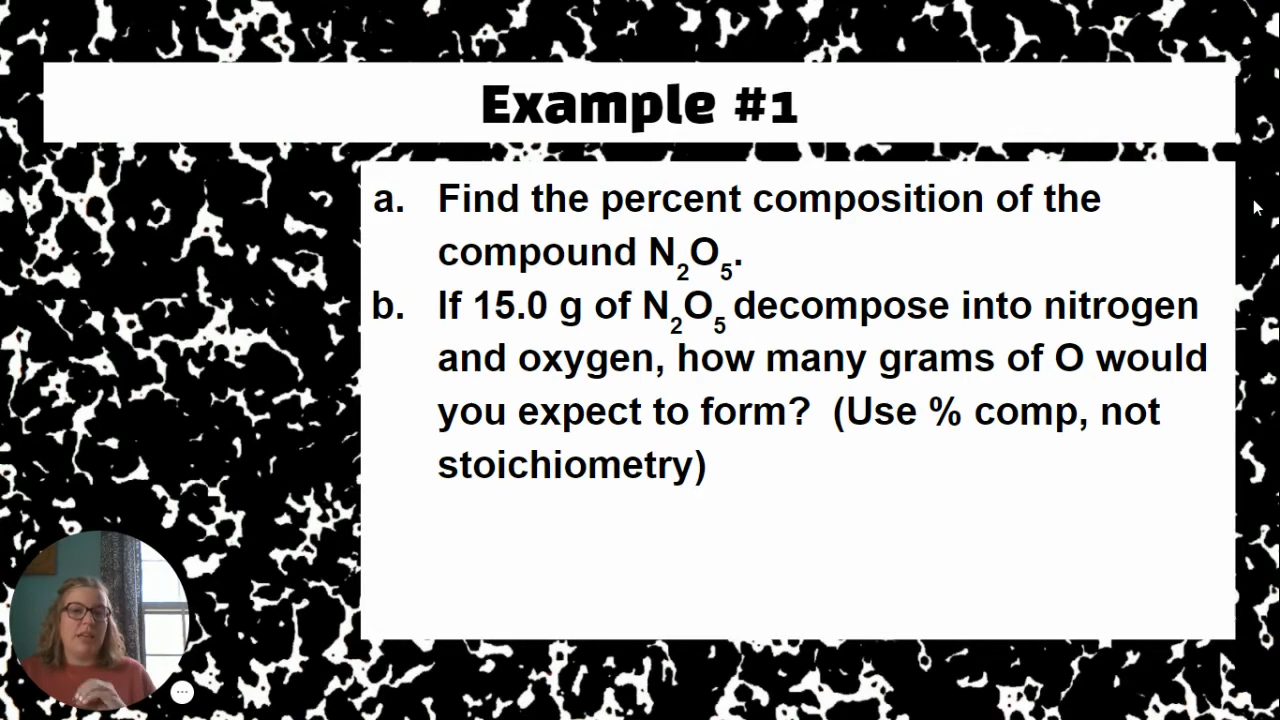 Example #1
a. Find the percent composition of the
compound N₂O₅.
b. If 15.0 g of N₂O₅ decompose into nitrogen
and oxygen, how many grams of O would
you expect to form?  (Use % comp, not
stoichiometry)